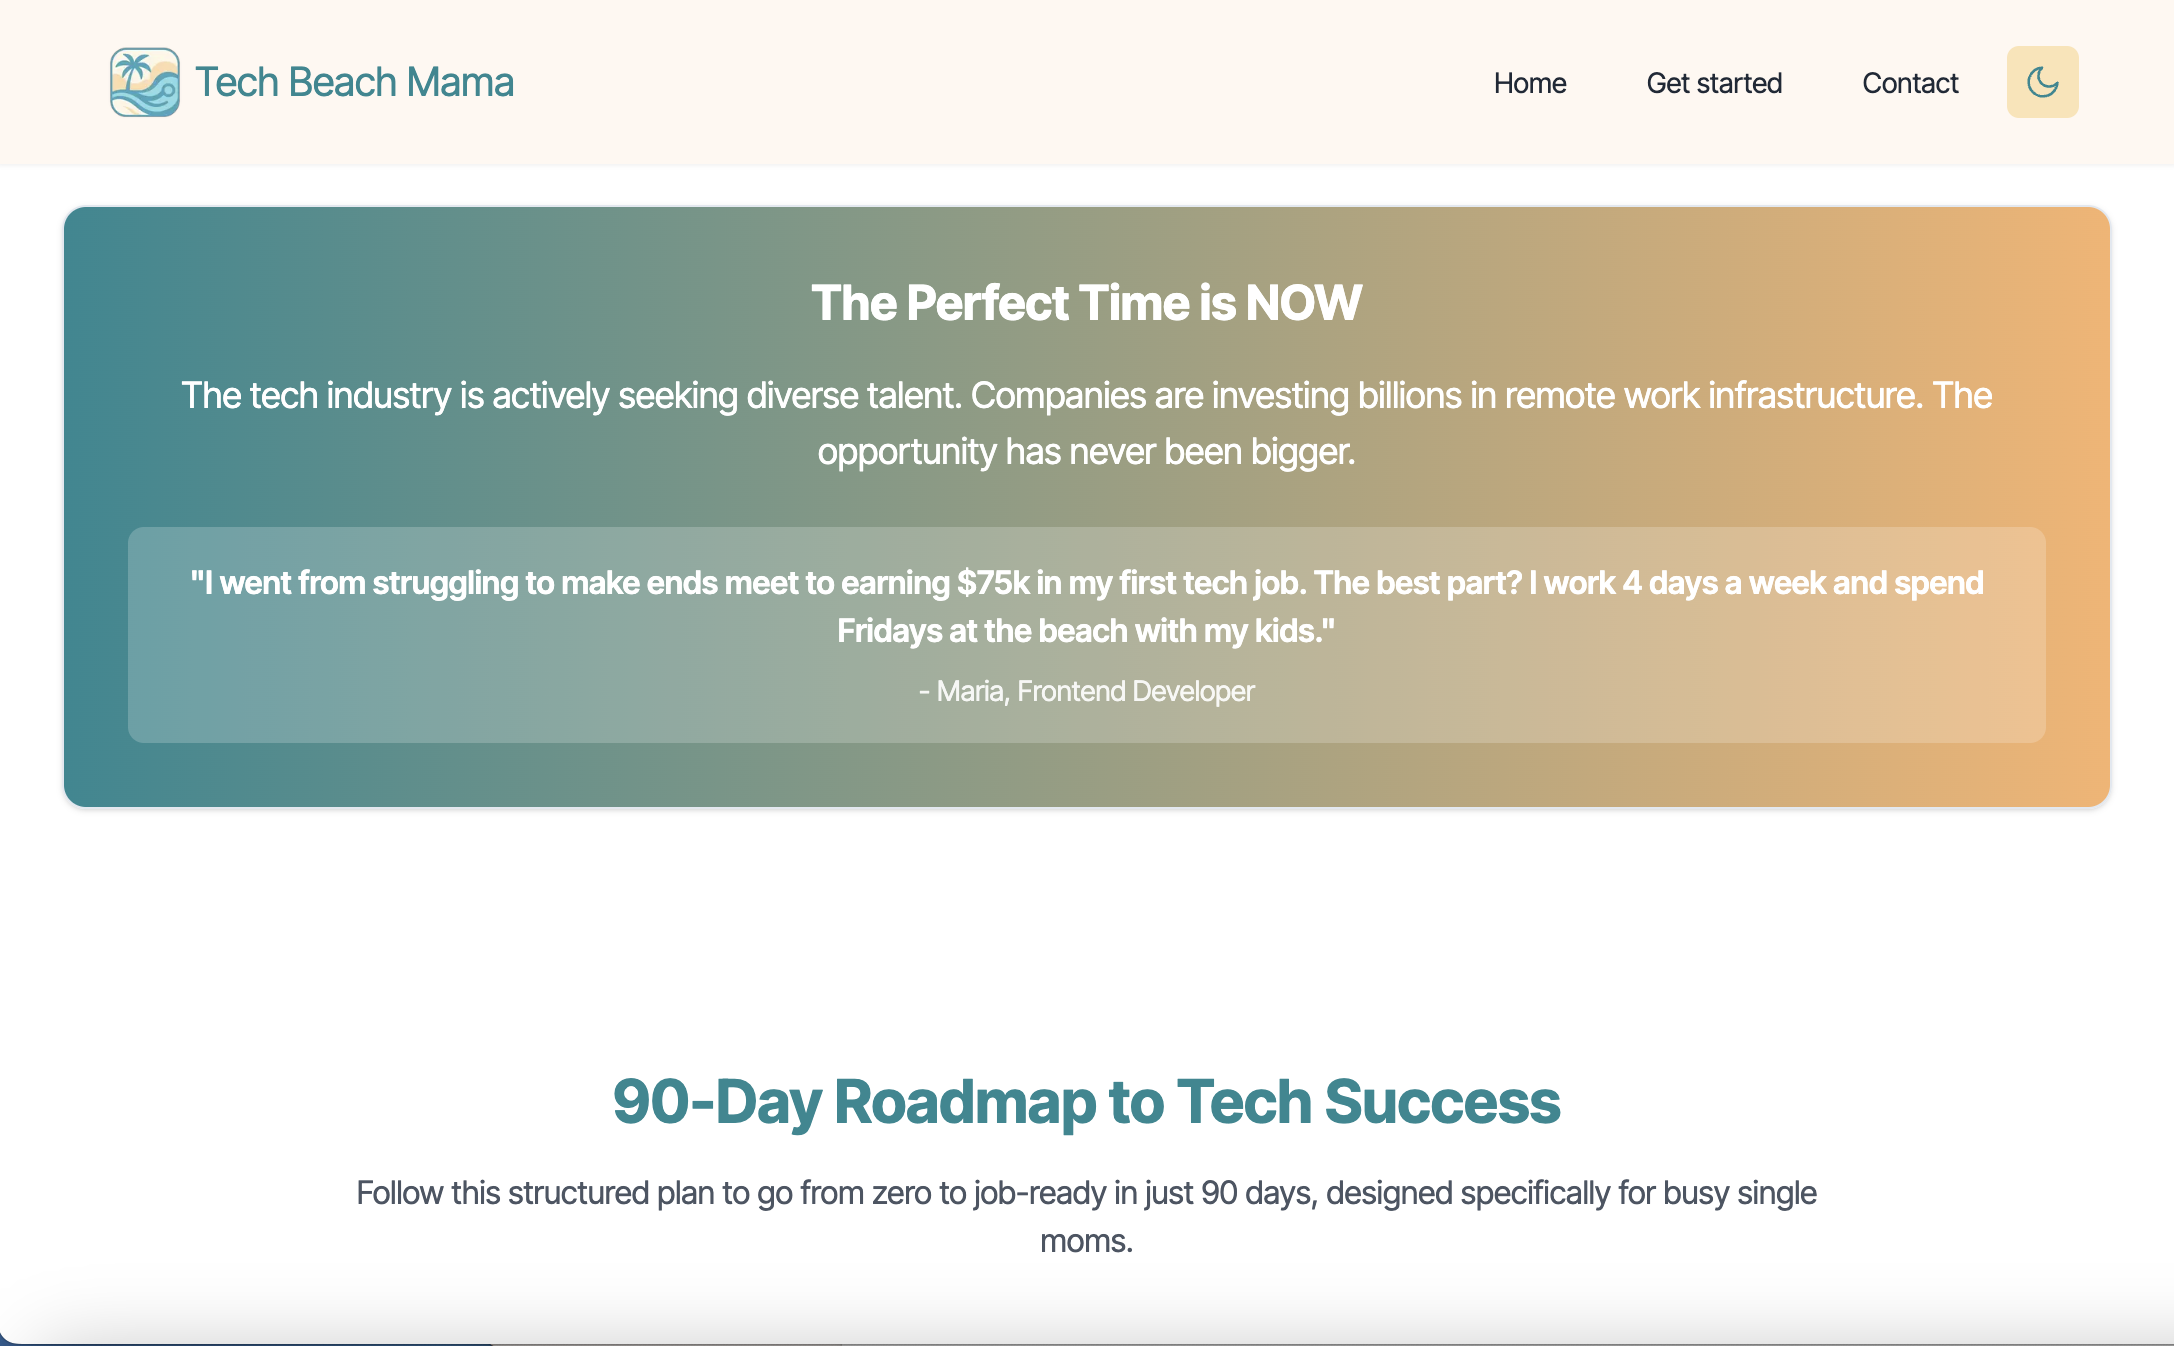 Tech Beach Mama
Home
Get started
Contact
The Perfect Time is NOW
The tech industry is actively seeking diverse talent. Companies are investing billions in remote work infrastructure. The
opportunity has never been bigger.
"I went from struggling to make ends meet to earning $75k in my first tech job. The best part? I work 4 days a week and spend
Fridays at the beach with my kids."
- Maria, Frontend Developer
90-Day Roadmap to Tech Success
Follow this structured plan to go from zero to job-ready in just 90 days, designed specifically for busy single
moms.